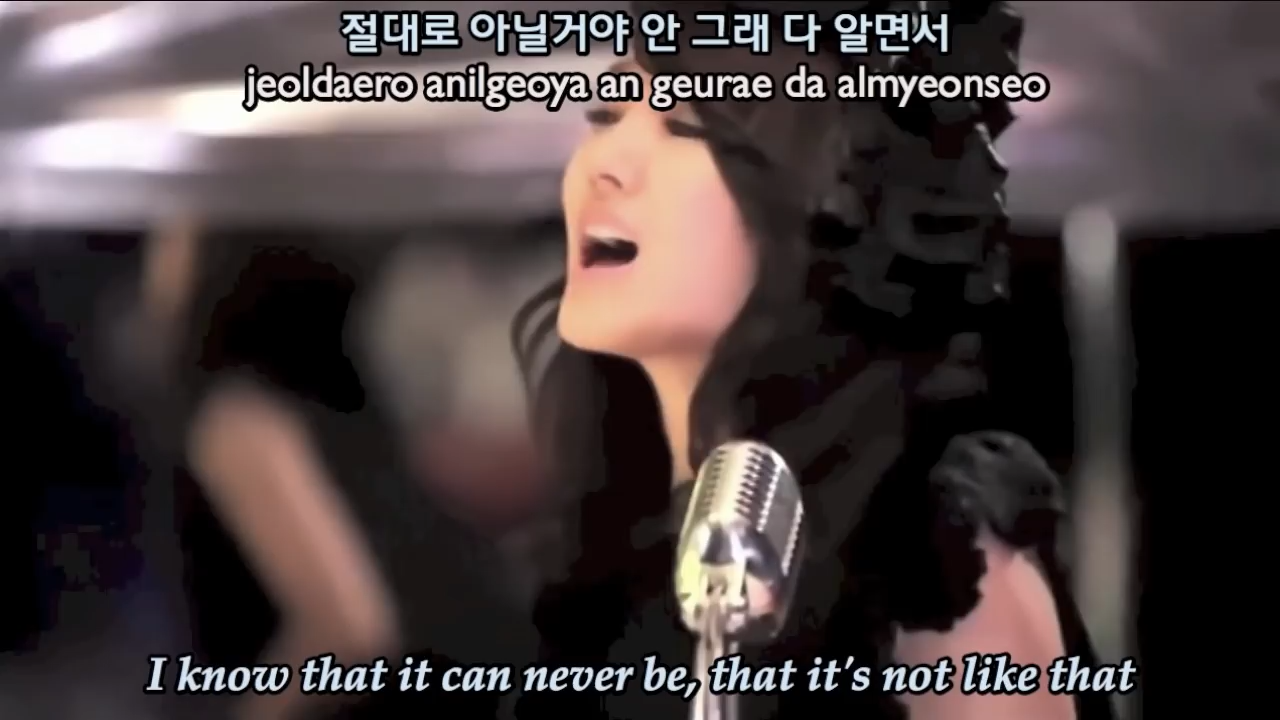 절대로 아닐거야 안 그래 다 알면서
jeoldaero anilgeoya an geurae da almyeonseo
I know that it can never be, that it's not like that